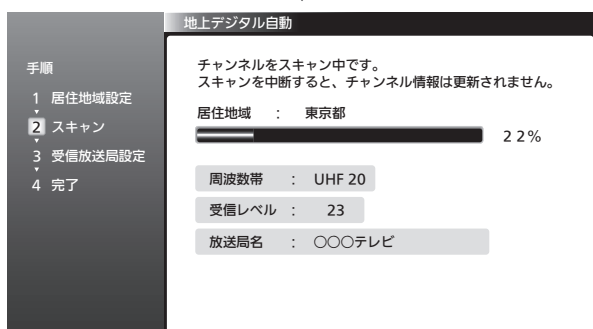 地上デジタル自動
手順
1 居住地域設定
2 スキャン
3 受信放送局設定
4 完了
チャンネルをスキャン中です。
スキャンを中断すると、チャンネル情報は更新されません。
居住地域 : 東京都
22%
周波数帯 : UHF 20
受信レベル : 23
放送局名 : ○○○テレビ